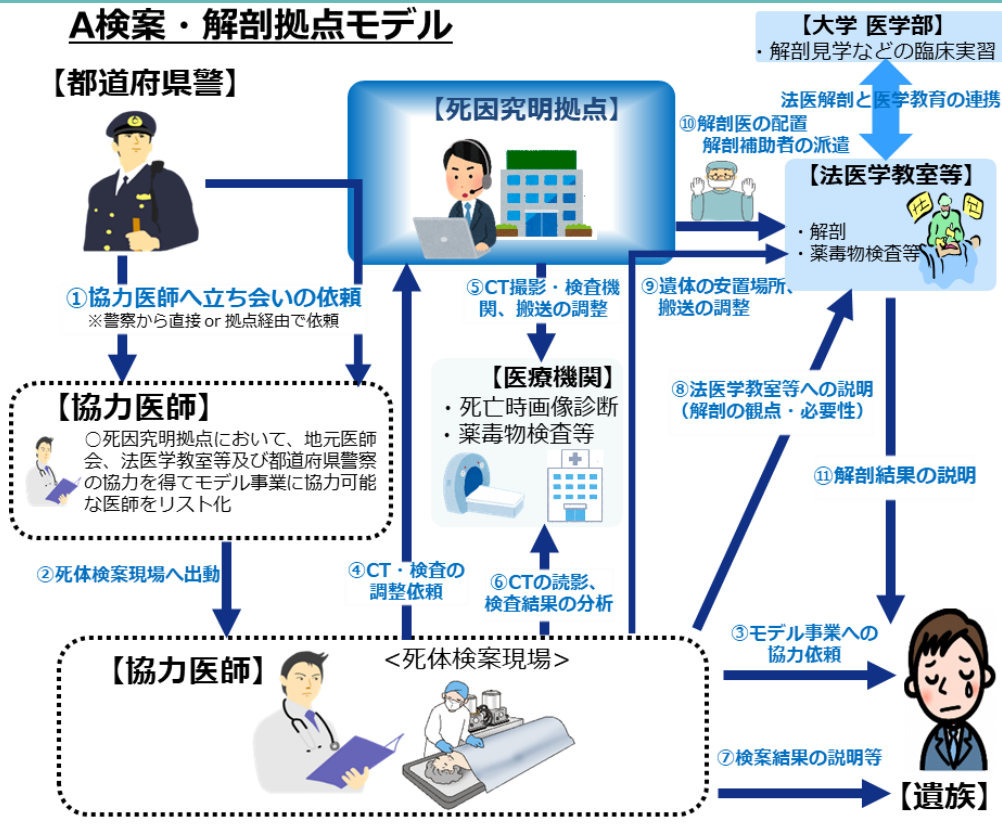 A検案・解剖拠点モデル
【都道府県警】
【死因究明拠点】
【大学 医学部】
・解剖見学などの臨床実習
法医解剖と医学教育の連携
⑩解剖医の配置
解剖補助者の派遣
【法医学教室等】
・解剖
・薬毒物検査等
①協力医師へ立ち会いの依頼
※警察から直接 or 拠点経由で依頼
⑤CT撮影・検査機
関、搬送の調整
⑨遺体の安置場所、
搬送の調整
【協力医師】
○死因究明拠点において、地元医師
会、法医学教室等及び都道府県警察
の協力を得てモデル事業に協力可能
な医師をリスト化
【医療機関】
・死亡時画像診断
・薬毒物検査等
⑧法医学教室等への説明
（解剖の観点・必要性）
⑪解剖結果の説明
②死体検案現場へ出動
④CT・検査の
調整依頼
⑥CTの読影、
検査結果の分析
③モデル事業への
協力依頼
【協力医師】
<死体検案現場>
⑦検案結果の説明等
【遺族】